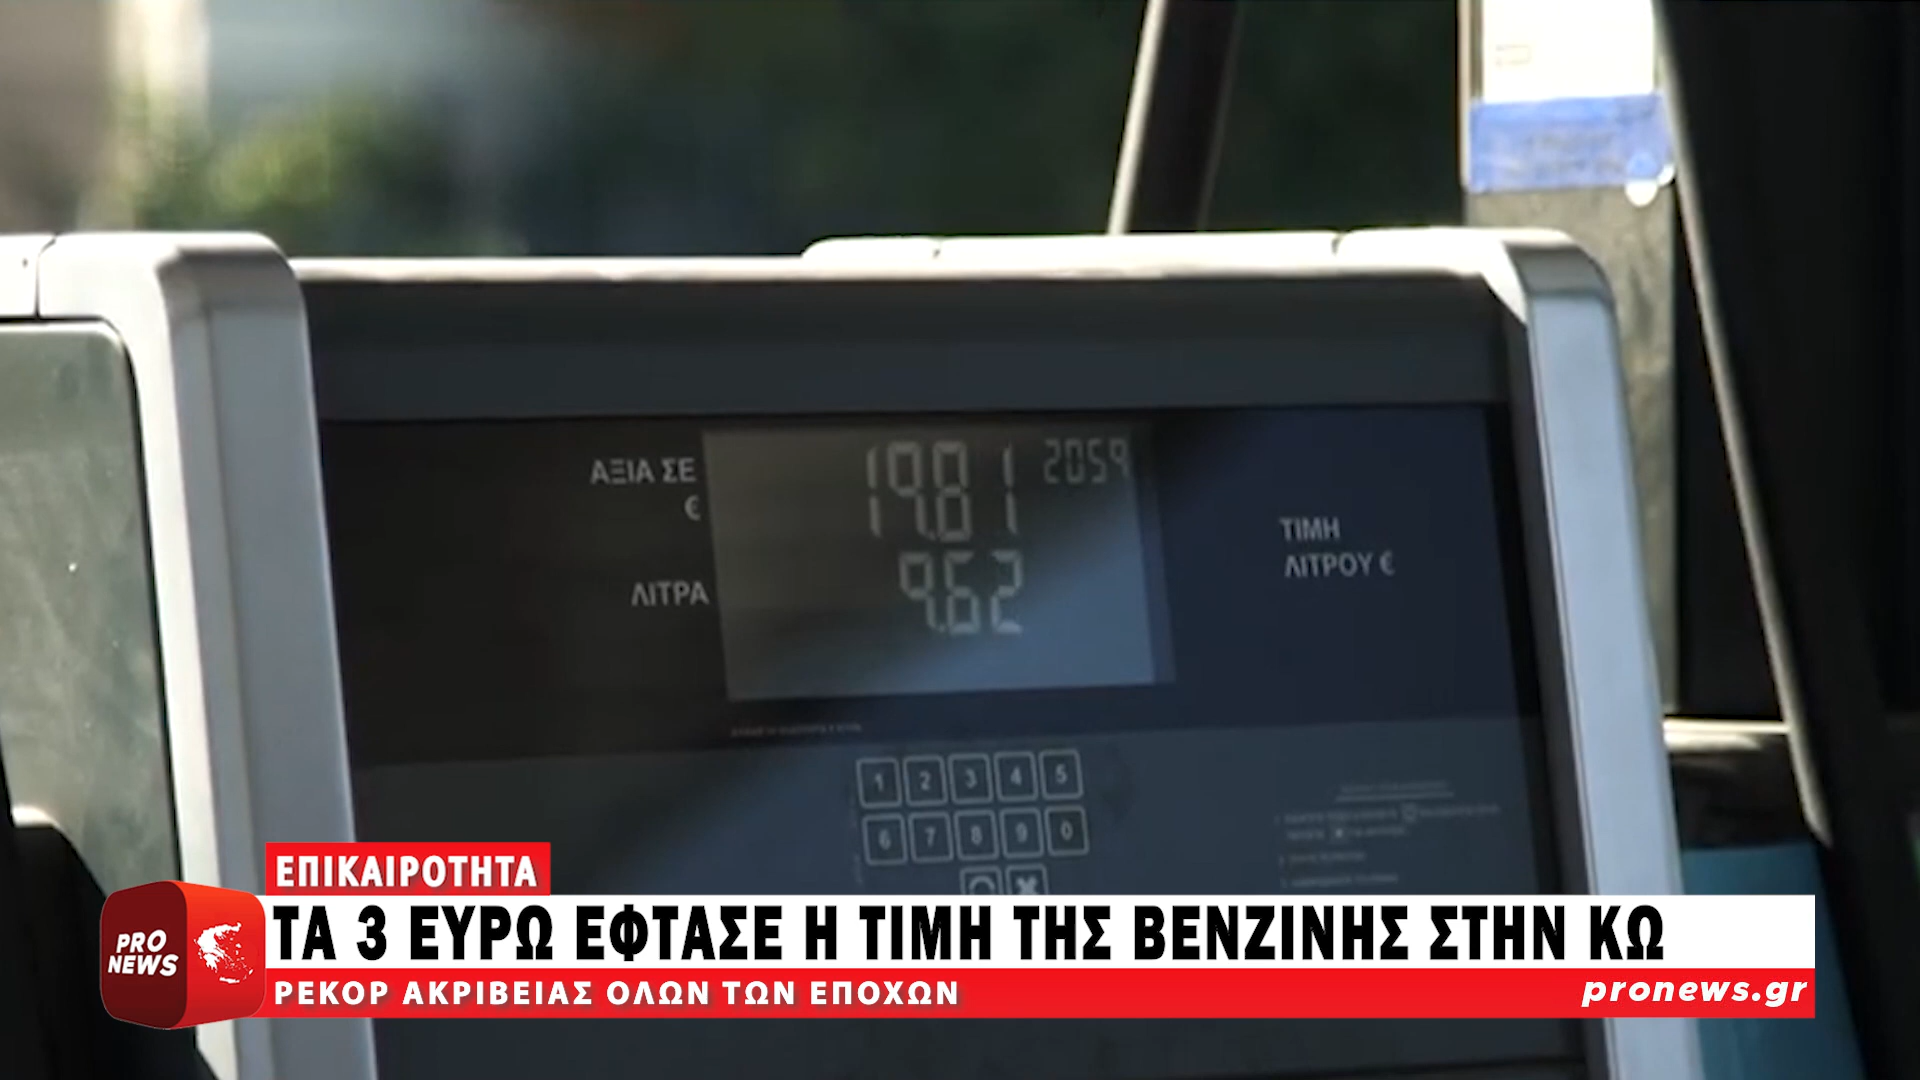 ΑΞΙΑ ΣΕ
€
19.81
2059
ΛΙΤΡΑ
9.62
ΤΙΜΗ
ΛΙΤΡΟΥ €
1 2 3 4 5
6 7 8 9 0
ΕΠΙΚΑΙΡΟΤΗΤΑ
PRO
NEWS
ΤΑ 3 ΕΥΡΩ ΕΦΤΑΣΕ Η ΤΙΜΗ ΤΗΣ ΒΕΝΖΙΝΗΣ ΣΤΗΝ ΚΩ
ΡΕΚΟΡ ΑΚΡΙΒΕΙΑΣ ΟΛΩΝ ΤΩΝ ΕΠΟΧΩΝ
pronews.gr